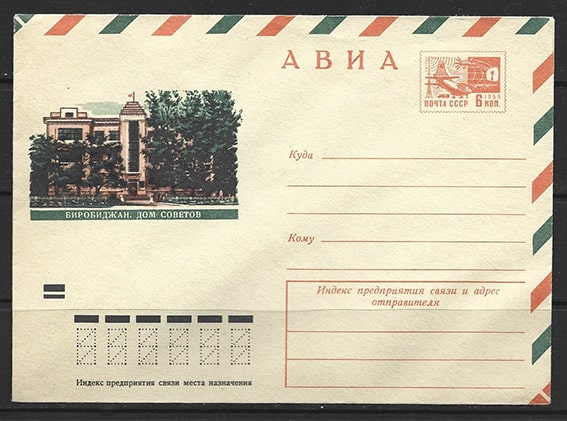 АВИА
1969
ПОЧТА СССР 6 КОП.
БИРОБИДЖАН. ДОМ СОВЕТОВ
Куда
Кому
Индекс предприятия связи и адрес
отправителя
Индекс предприятия связи места назначения